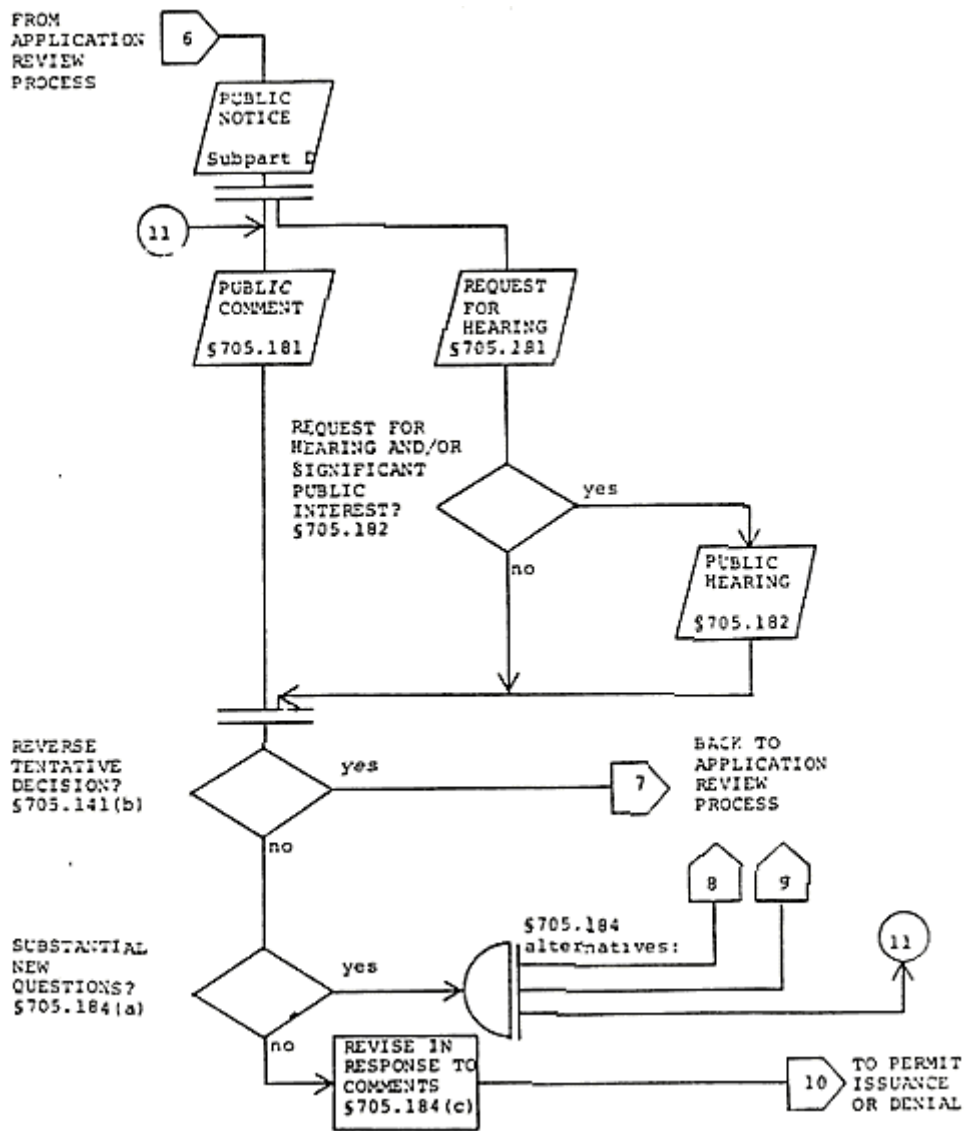 FROM
APPLICATION
REVIEW
PROCESS
6
PUBLIC
NOTICE
Subpart D
11
PUBLIC
COMMENT
§705.181
REQUEST
FOR
HEARING
§705.181
REQUEST FOR
HEARING AND/OR
SIGNIFICANT
PUBLIC
INTEREST?
§705.182
yes
no
PUBLIC
HEARING
§705.182
REVERSE
TENTATIVE
DECISION?
§705.141(b)
yes
no
7
BACK TO
APPLICATION
REVIEW
PROCESS
8
9
§705.184
alternatives:
11
SUBSTANTIAL
NEW
QUESTIONS?
§705.184(a)
yes
no
REVISE IN
RESPONSE TO
COMMENTS
§705.184(c)
10
TO PERMIT
ISSUANCE
OR DENIAL